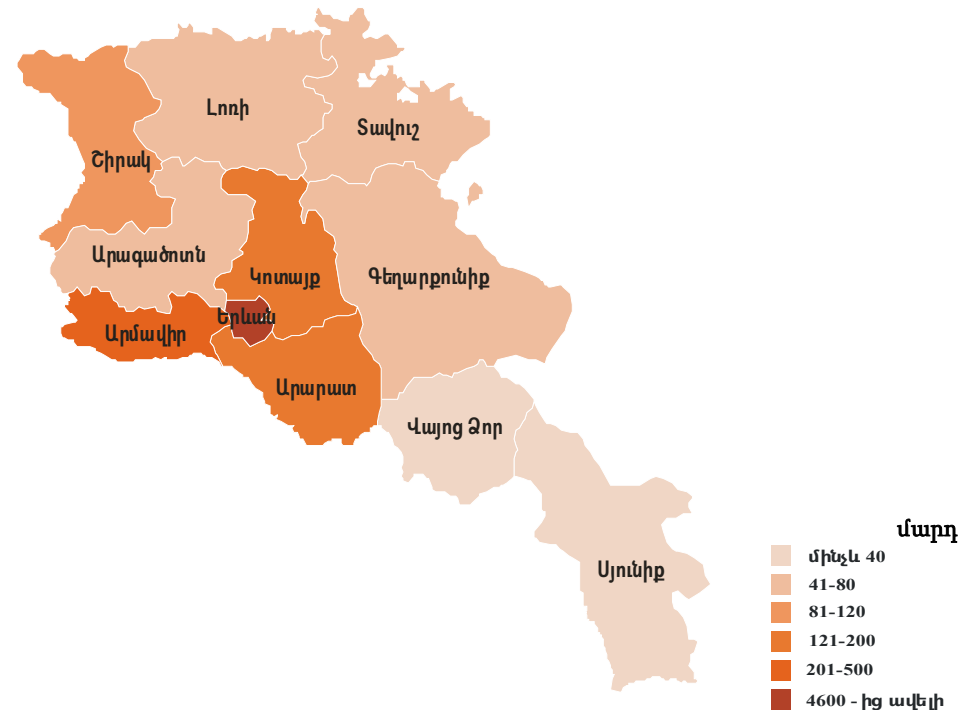 Լոռի
Տավուշ
Շիրակ
Արագածոտն
Կոտայք
Գեղարքունիք
Երևան
Արմավիր
Արարատ
Վայոց Ձոր
Սյունիք
մարդ
մինչև 40
41-80
81-120
121-200
201-500
4600 - ից ավելի